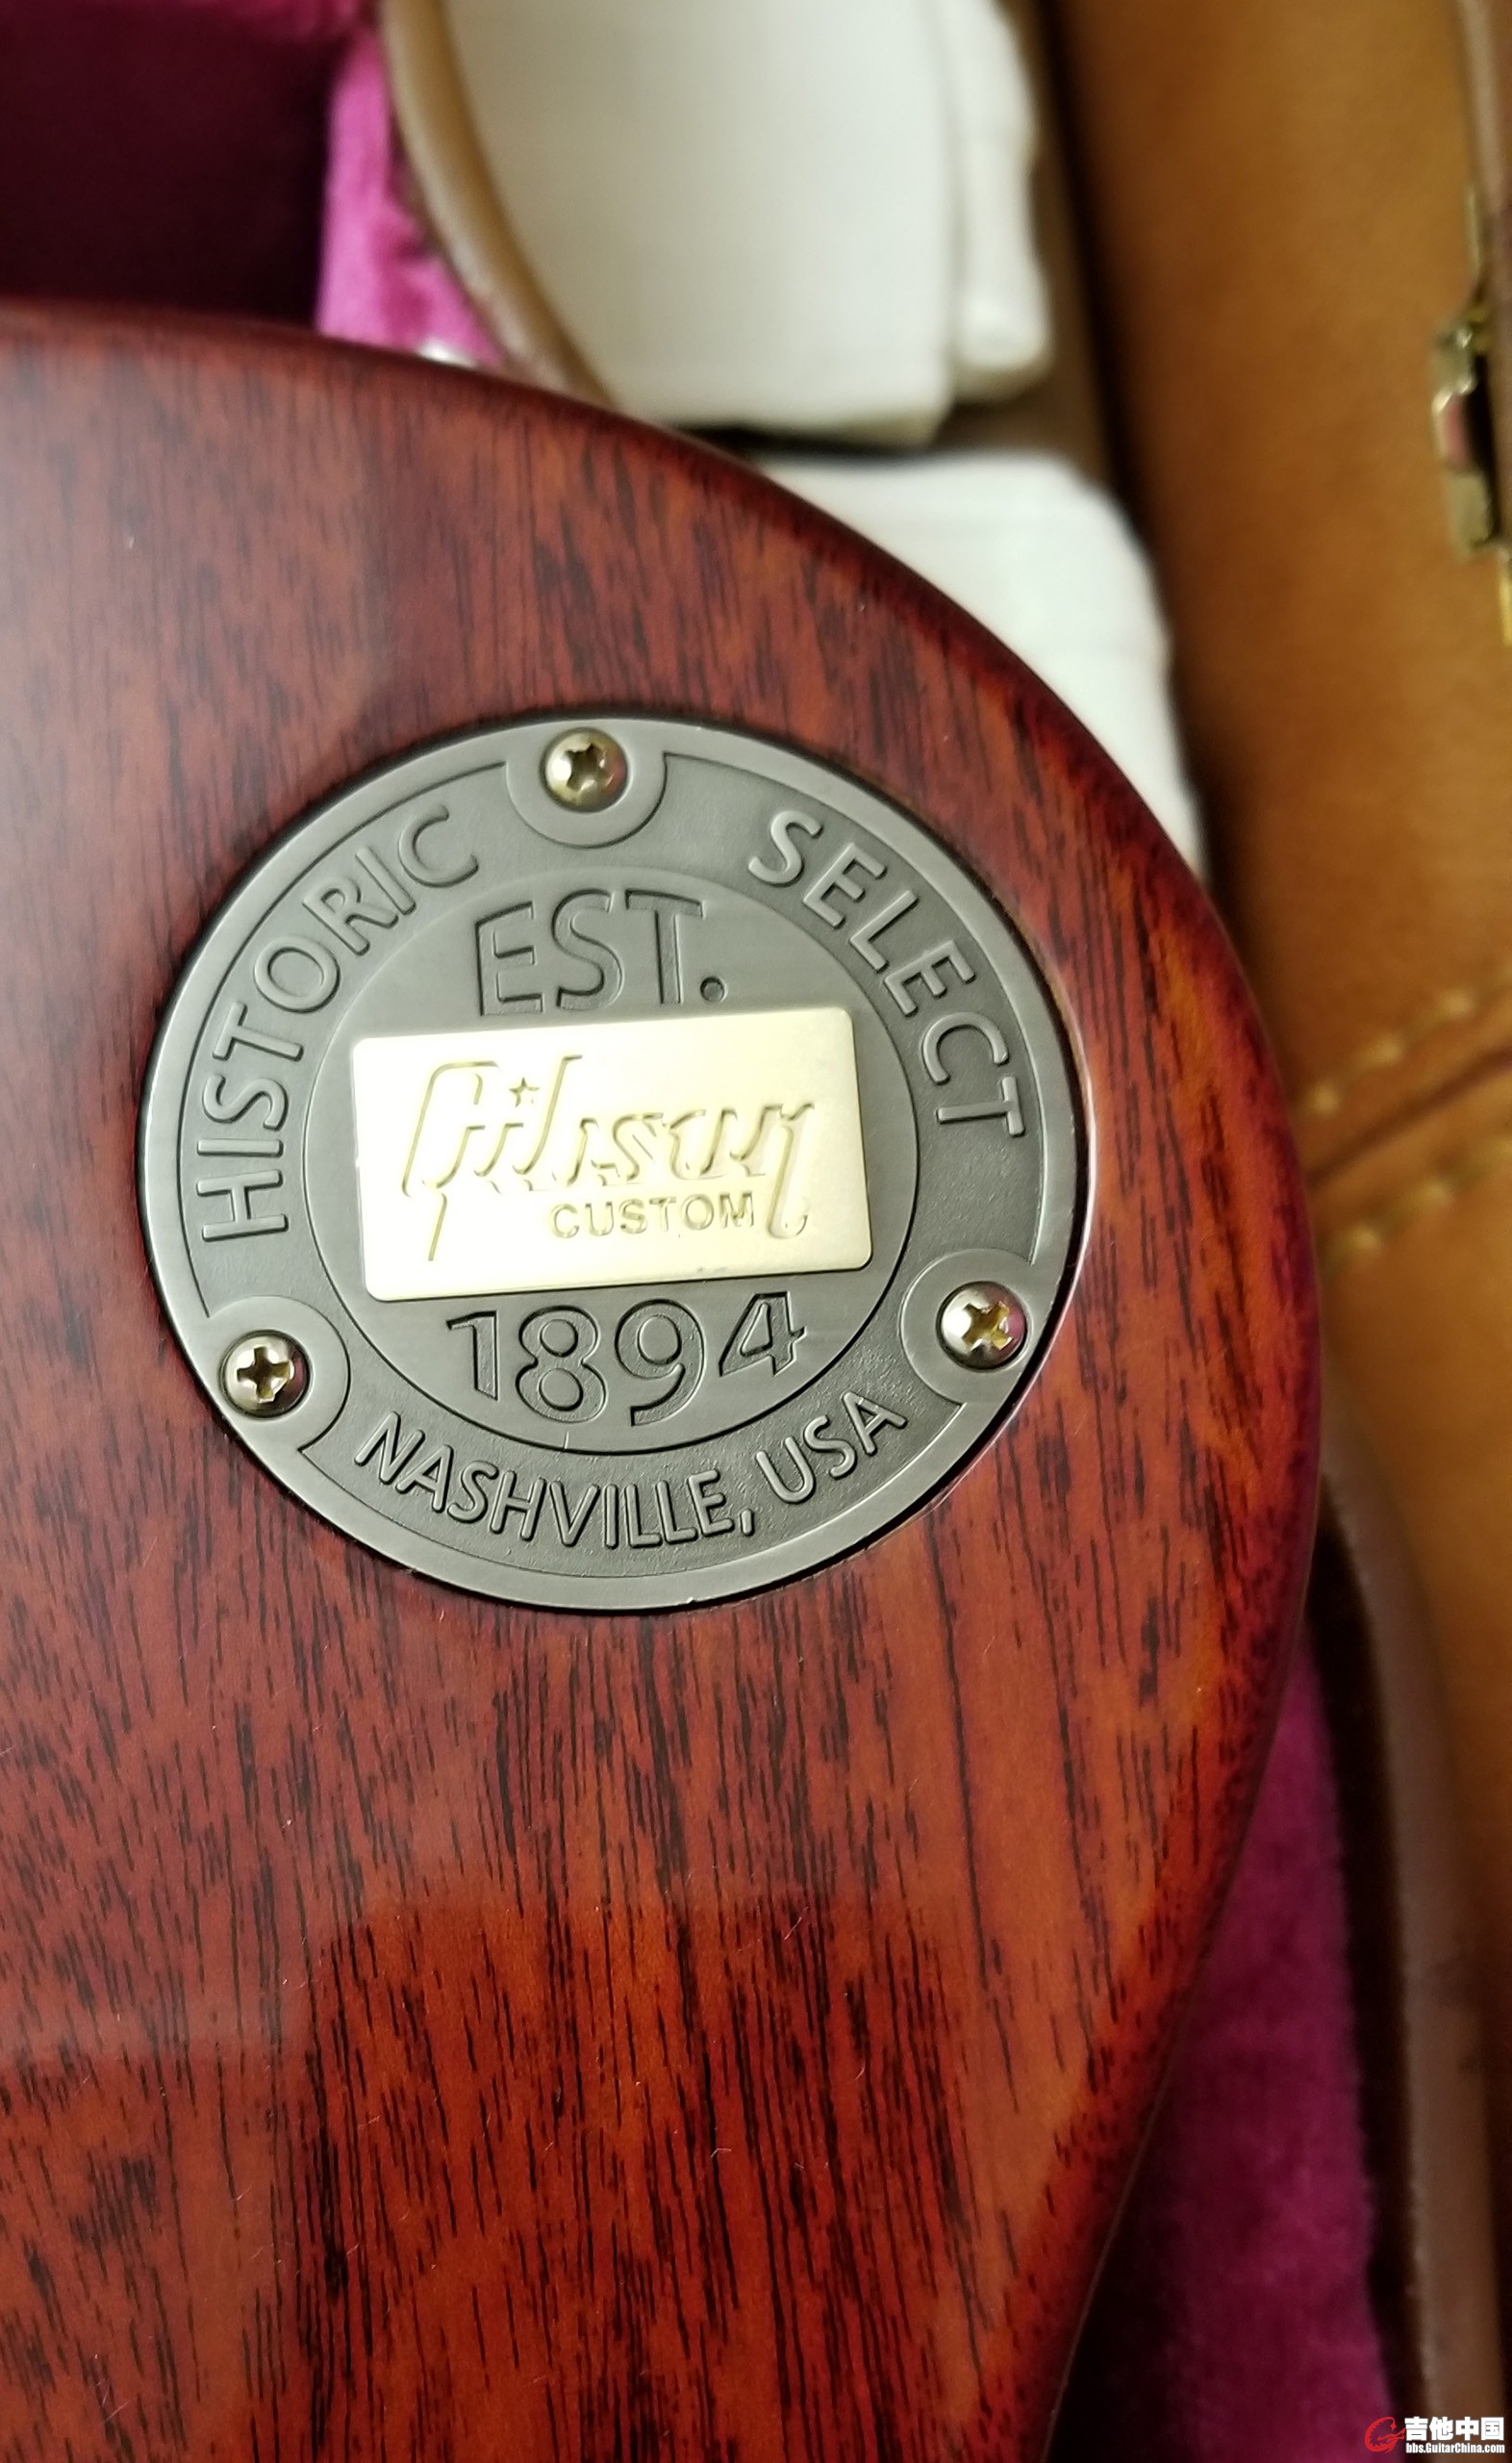 HISTORIC SELECT
EST.
Gibson
CUSTOM
1894
NASHVILLE, USA
吉他中国
bbs.GuitarChina.com